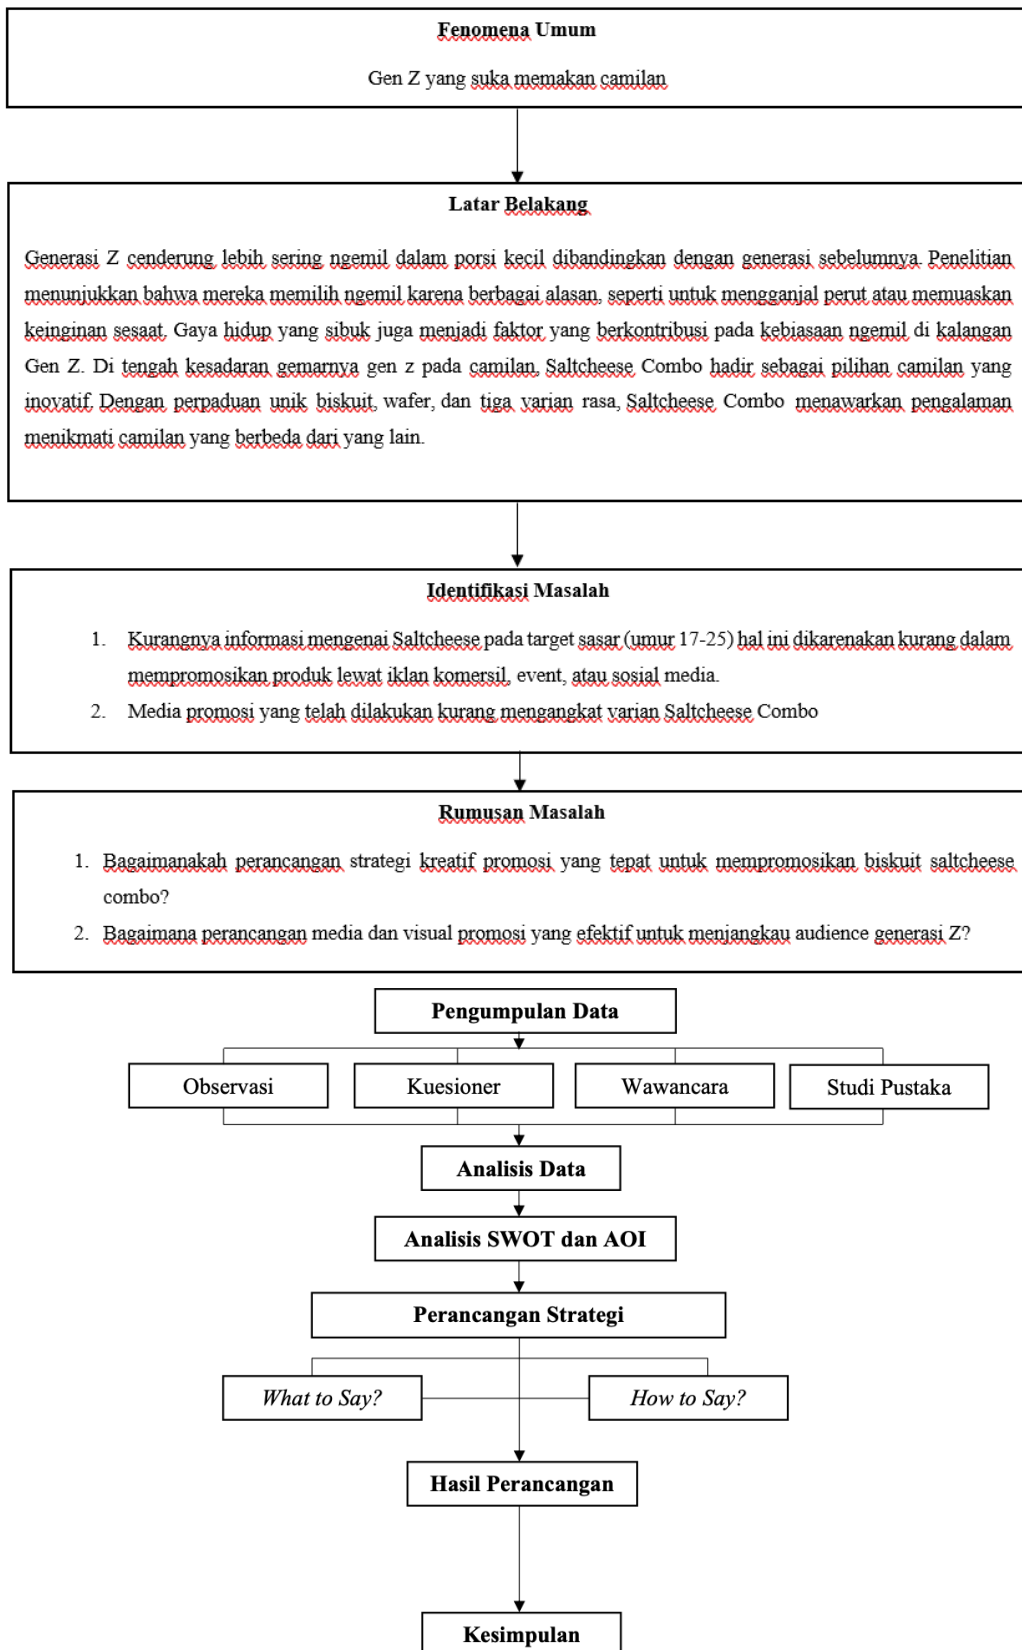 Fenomena Umum
Gen Z yang suka memakan camilan
Latar Belakang
Generasi Z cenderung lebih sering ngemil dalam porsi kecil dibandingkan dengan generasi sebelumnya. Penelitian
menunjukkan bahwa mereka memilih ngemil karena berbagai alasan, seperti untuk mengganjal perut atau memuaskan
keinginan sesaat. Gaya hidup yang sibuk juga menjadi faktor yang berkontribusi pada kebiasaan ngemil di kalangan
Gen Z. Di tengah kesadaran gemarnya gen z pada camilan, Saltcheese Combo hadir sebagai pilihan camilan yang
inovatif. Dengan perpaduan unik biskuit, wafer, dan tiga varian rasa, Saltcheese Combo menawarkan pengalaman
menikmati camilan yang berbeda dari yang lain.
Identifikasi Masalah
1. Kurangnya informasi mengenai Saltcheese pada target sasar (umur 17-25) hal ini dikarenakan kurang dalam
mempromosikan produk lewat iklan komersil, event, atau sosial media.
2. Media promosi yang telah dilakukan kurang mengangkat varian Saltcheese Combo
Rumusan Masalah
1. Bagaimanakah perancangan strategi kreatif promosi yang tepat untuk mempromosikan biskuit saltcheese
combo?
2. Bagaimana perancangan media dan visual promosi yang efektif untuk menjangkau audience generasi Z?
Pengumpulan Data
Observasi
Kuesioner
Wawancara
Studi Pustaka
Analisis Data
Analisis SWOT dan AOI
Perancangan Strategi
What to Say?
How to Say?
Hasil Perancangan
Kesimpulan